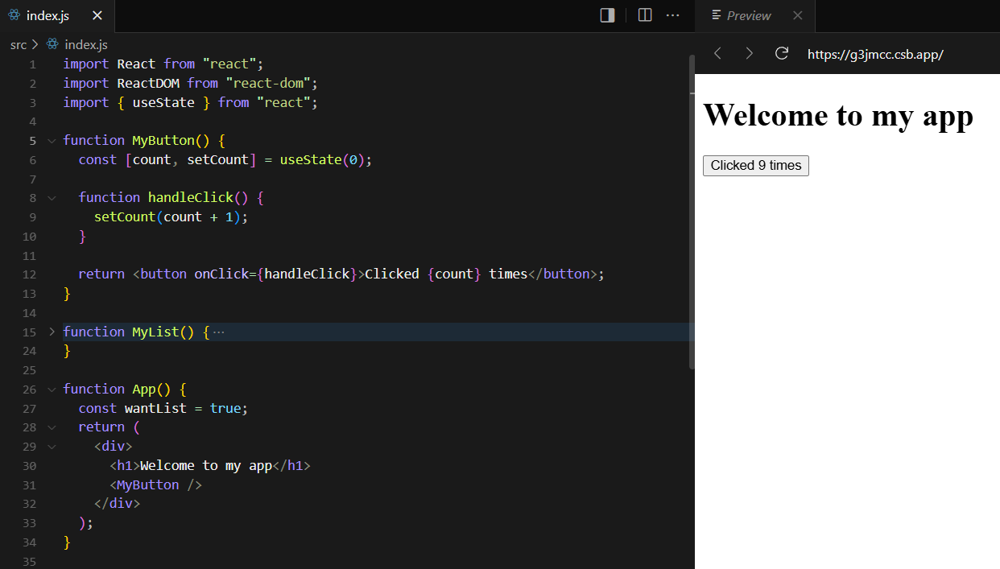 index.js
Preview
src > index.js
https://g3jmcc.csb.app/
1 import React from "react";
2 import ReactDOM from "react-dom";
3 import { useState } from "react";
4
5 function MyButton() {
6 const [count, setCount] = useState(0);
7
8 function handleClick() {
9 setCount(count + 1);
10 }
11
12 return <button onClick={handleClick}>Clicked {count} times</button>;
13 }
14
15 function MyList() { ···
24 }
25
26 function App() {
27 const wantList = true;
28 return (
29 <div>
30 <h1>Welcome to my app</h1>
31 <MyButton />
32 </div>
33 );
34 }
35
Welcome to my app
Clicked 9 times